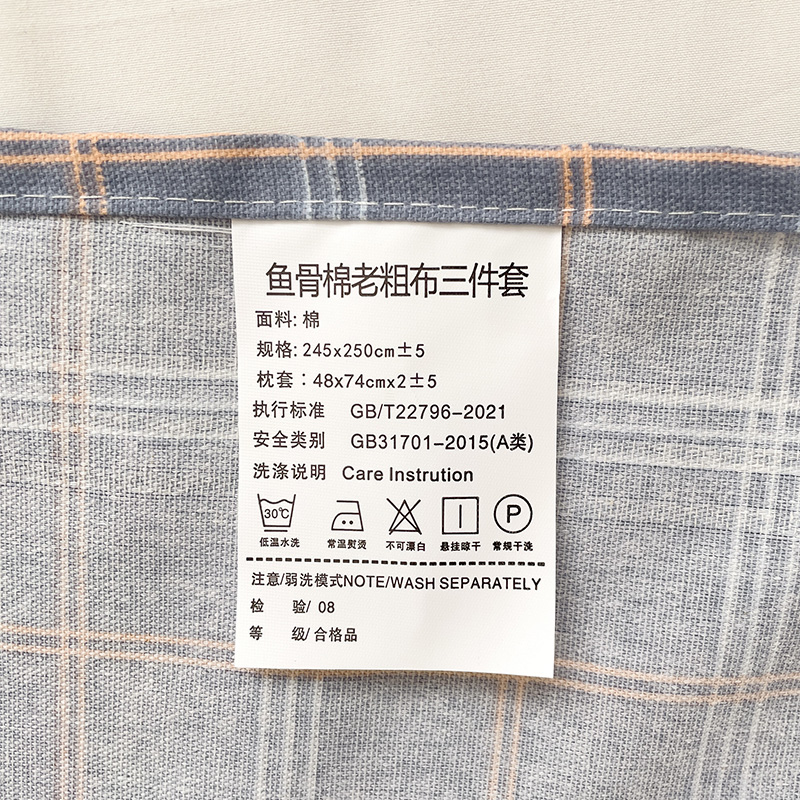 鱼骨棉老粗布三件套
面料: 棉
规格: 245x250cm±5
枕套：48x74cmx2±5
执行标准 GB/T22796-2021
安全类别 GB31701-2015(A类)
洗涤说明 Care Instrution
30℃ P
低温水洗 常温熨烫 不可漂白 悬挂晾干 常规干洗
注意/弱洗模式NOTE/WASH SEPARATELY
检 验/ 08
等 级/ 合格品